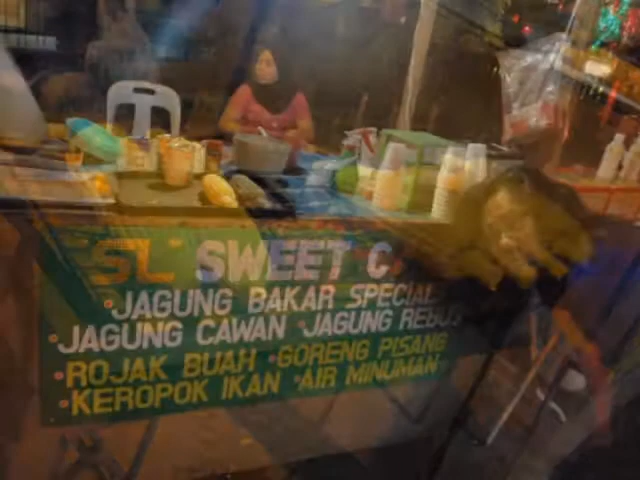 SL SWEET C
•JAGUNG BAKAR SPECIAL
•JAGUNG CAWAN •JAGUNG REBUS
•ROJAK BUAH •GORENG PISANG
•KEROPOK IKAN •AIR MINUMAN